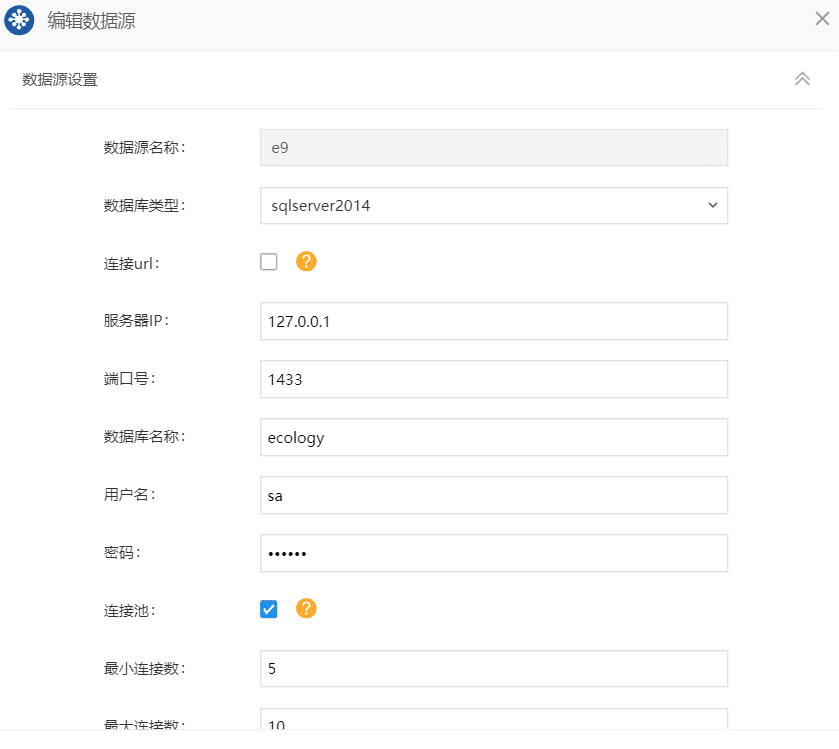 编辑数据源
数据源设置
数据源名称： e9
数据库类型： sqlserver2014
连接url： ?
服务器IP： 127.0.0.1
端口号： 1433
数据库名称： ecology
用户名： sa
密码： ••••••
连接池： ?
最小连接数： 5
最大连接数： 10